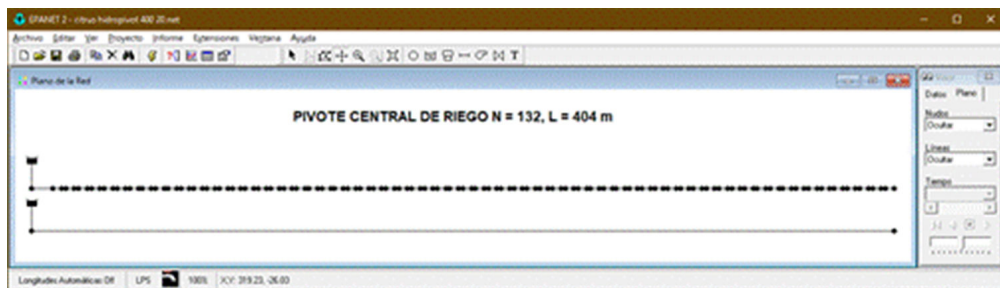 EPANET 2 - citrus hidropivot 400 20.net
Archivo Editar Ver Proyecto Informe Extensiones Ventana Ayuda
Plano de la Red
PIVOTE CENTRAL DE RIEGO N = 132, L = 404 m
Datos Plano
Nudos
Ocultar
Líneas
Ocultar
Tiempo
Longitudes Automáticas Off LPS 100% X,Y: 319.23, -26.03